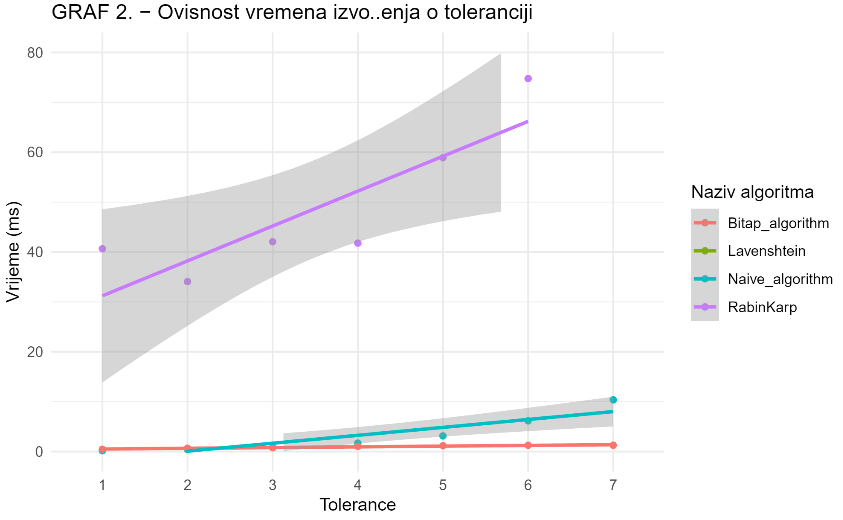 GRAF 2. − Ovisnost vremena izvo..enja o toleranciji
80
60
40
20
0
Vrijeme (ms)
1 2 3 4 5 6 7
Tolerance
Naziv algoritma
Bitap_algorithm
Lavenshtein
Naive_algorithm
RabinKarp